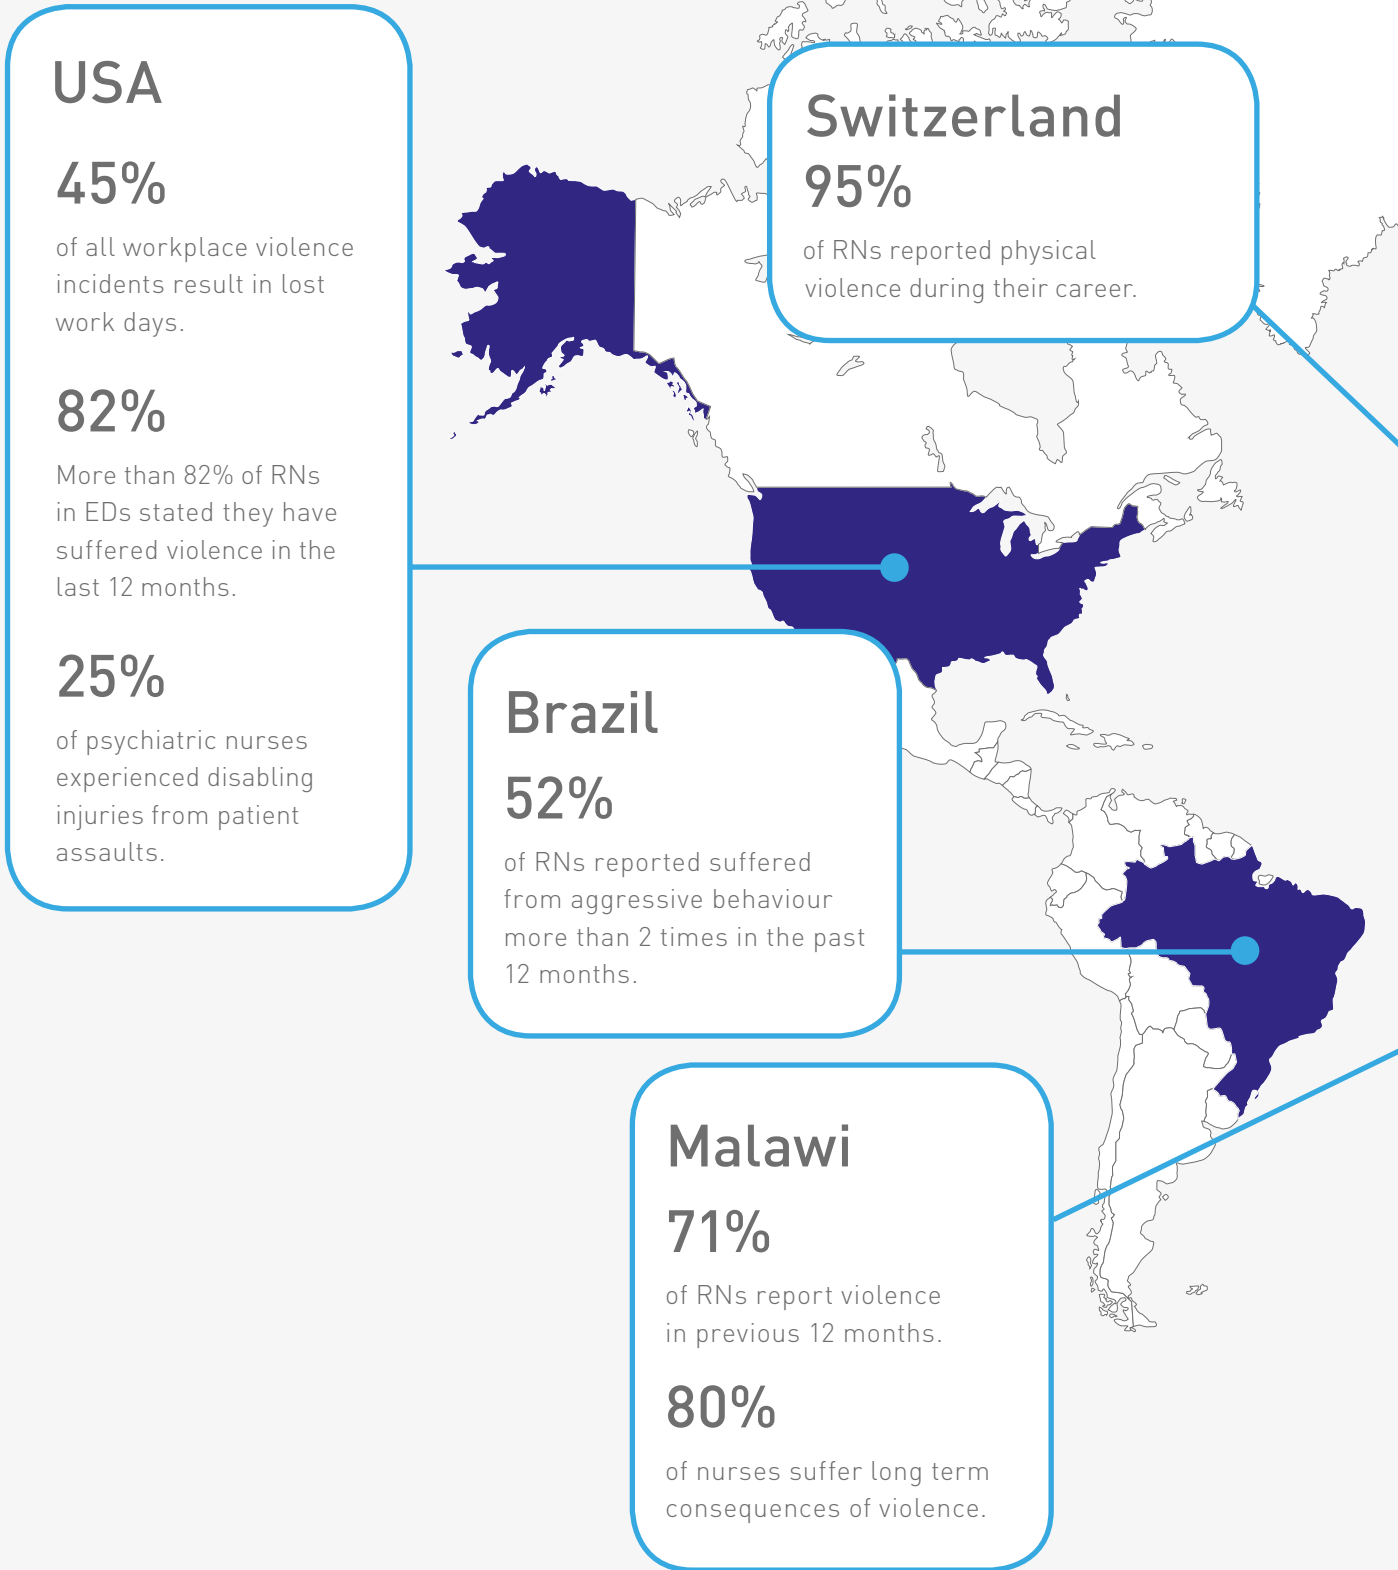 USA
45%
of all workplace violence
incidents result in lost
work days.
82%
More than 82% of RNs
in EDs stated they have
suffered violence in the
last 12 months.
25%
of psychiatric nurses
experienced disabling
injuries from patient
assaults.
Switzerland
95%
of RNs reported physical
violence during their career.
Brazil
52%
of RNs reported suffered
from aggressive behaviour
more than 2 times in the past
12 months.
Malawi
71%
of RNs report violence
in previous 12 months.
80%
of nurses suffer long term
consequences of violence.